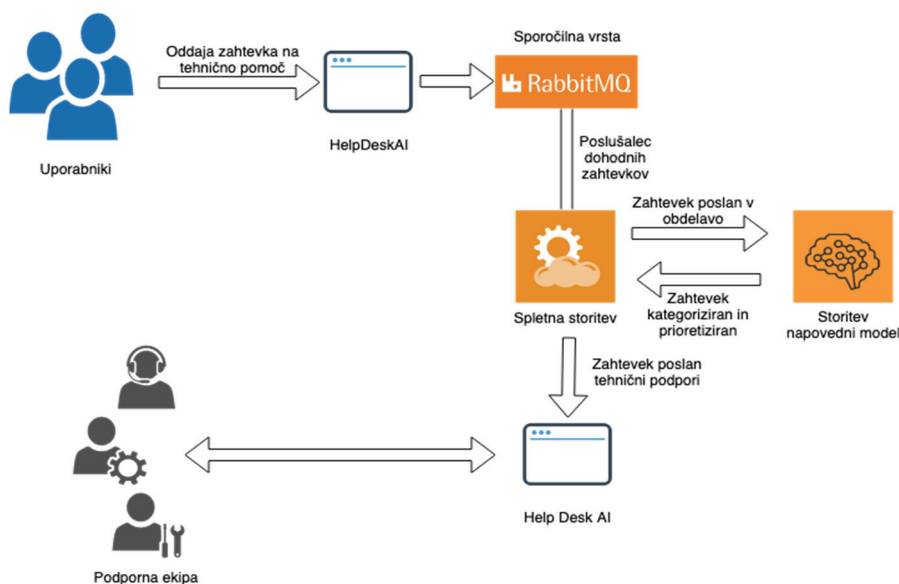 Oddaja zahtevka na
tehnično pomoč
Sporočilna vrsta
RabbitMQ
Uporabniki
HelpDeskAI
Poslušalec
dohodnih
zahtevkov
Zahtevek poslan v
obdelavo
Zahtevek
kategoriziran in
prioretiziran
Spletna storitev
Storitev
napovedni model
Zahtevek poslan
tehnični podpori
Help Desk AI
Podporna ekipa